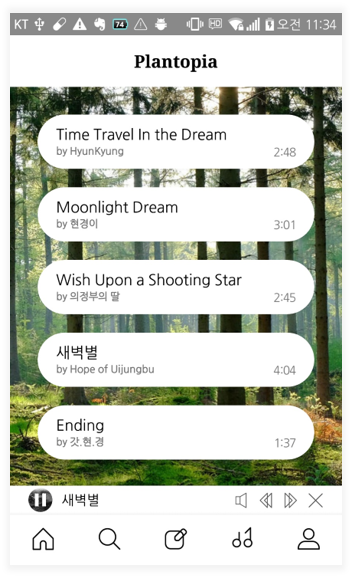 KT 74 HD 오전 11:34
Plantopia
Time Travel In the Dream
by HyunKyung
2:48
Moonlight Dream
by 현경이
3:01
Wish Upon a Shooting Star
by 의정부의 딸
2:45
새벽별
by Hope of Uijungbu
4:04
Ending
by 갓.현.경
1:37
새벽별